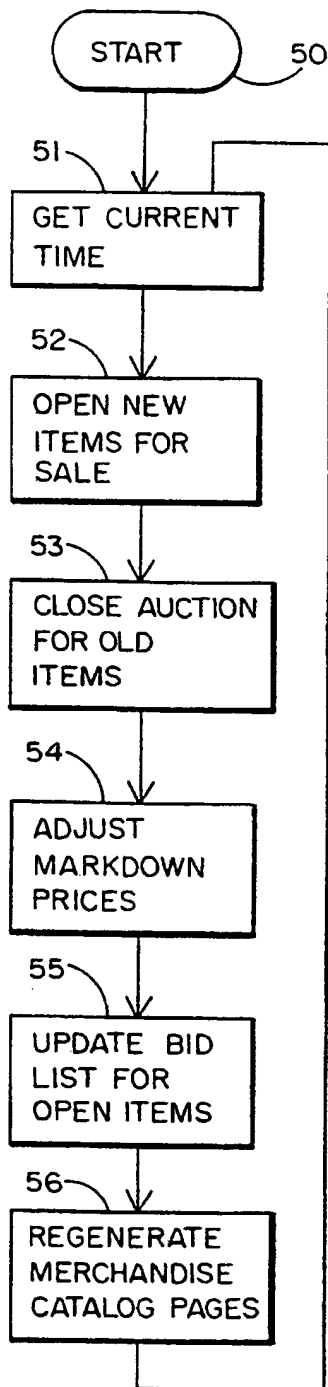 START
50
51
GET CURRENT
TIME
52
OPEN NEW
ITEMS FOR
SALE
53
CLOSE AUCTION
FOR OLD
ITEMS
54
ADJUST
MARKDOWN
PRICES
55
UPDATE BID
LIST FOR
OPEN ITEMS
56
REGENERATE
MERCHANDISE
CATALOG PAGES